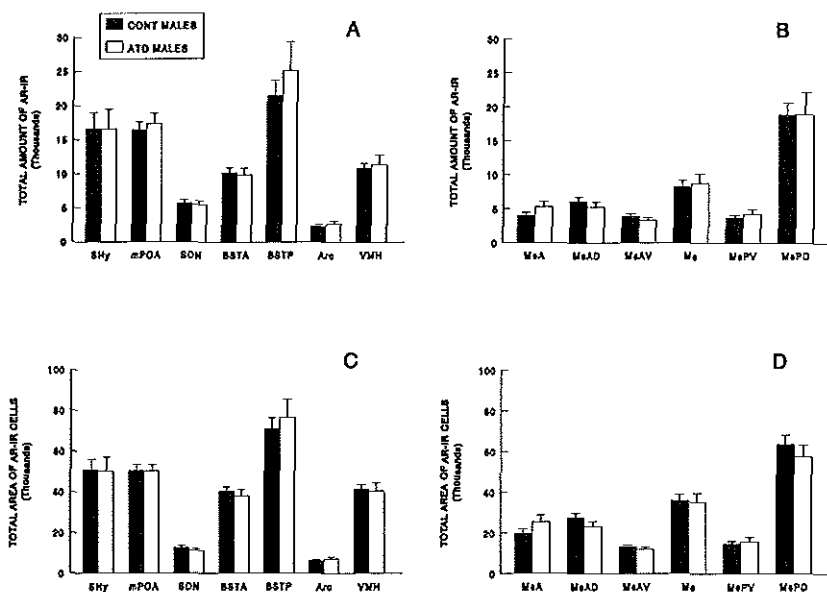 CONT MALES
ATD MALES
A
TOTAL AMOUNT OF AR-IR
(Thousands)
30
25
20
15
10
5
0
SHy mPOA SON BSTA BSTP Arc VMH
B
TOTAL AMOUNT OF AR-IR
(Thousands)
30
25
20
15
10
5
0
MeA MeAD MeAV Me MePV MePD
C
TOTAL AREA OF AR-IR CELLS
(Thousands)
100
80
60
40
20
0
SHy mPOA SON BSTA BSTP Arc VMH
D
TOTAL AREA OF AR-IR CELLS
(Thousands)
100
80
60
40
20
0
MeA MeAD MeAV Me MePV MePD